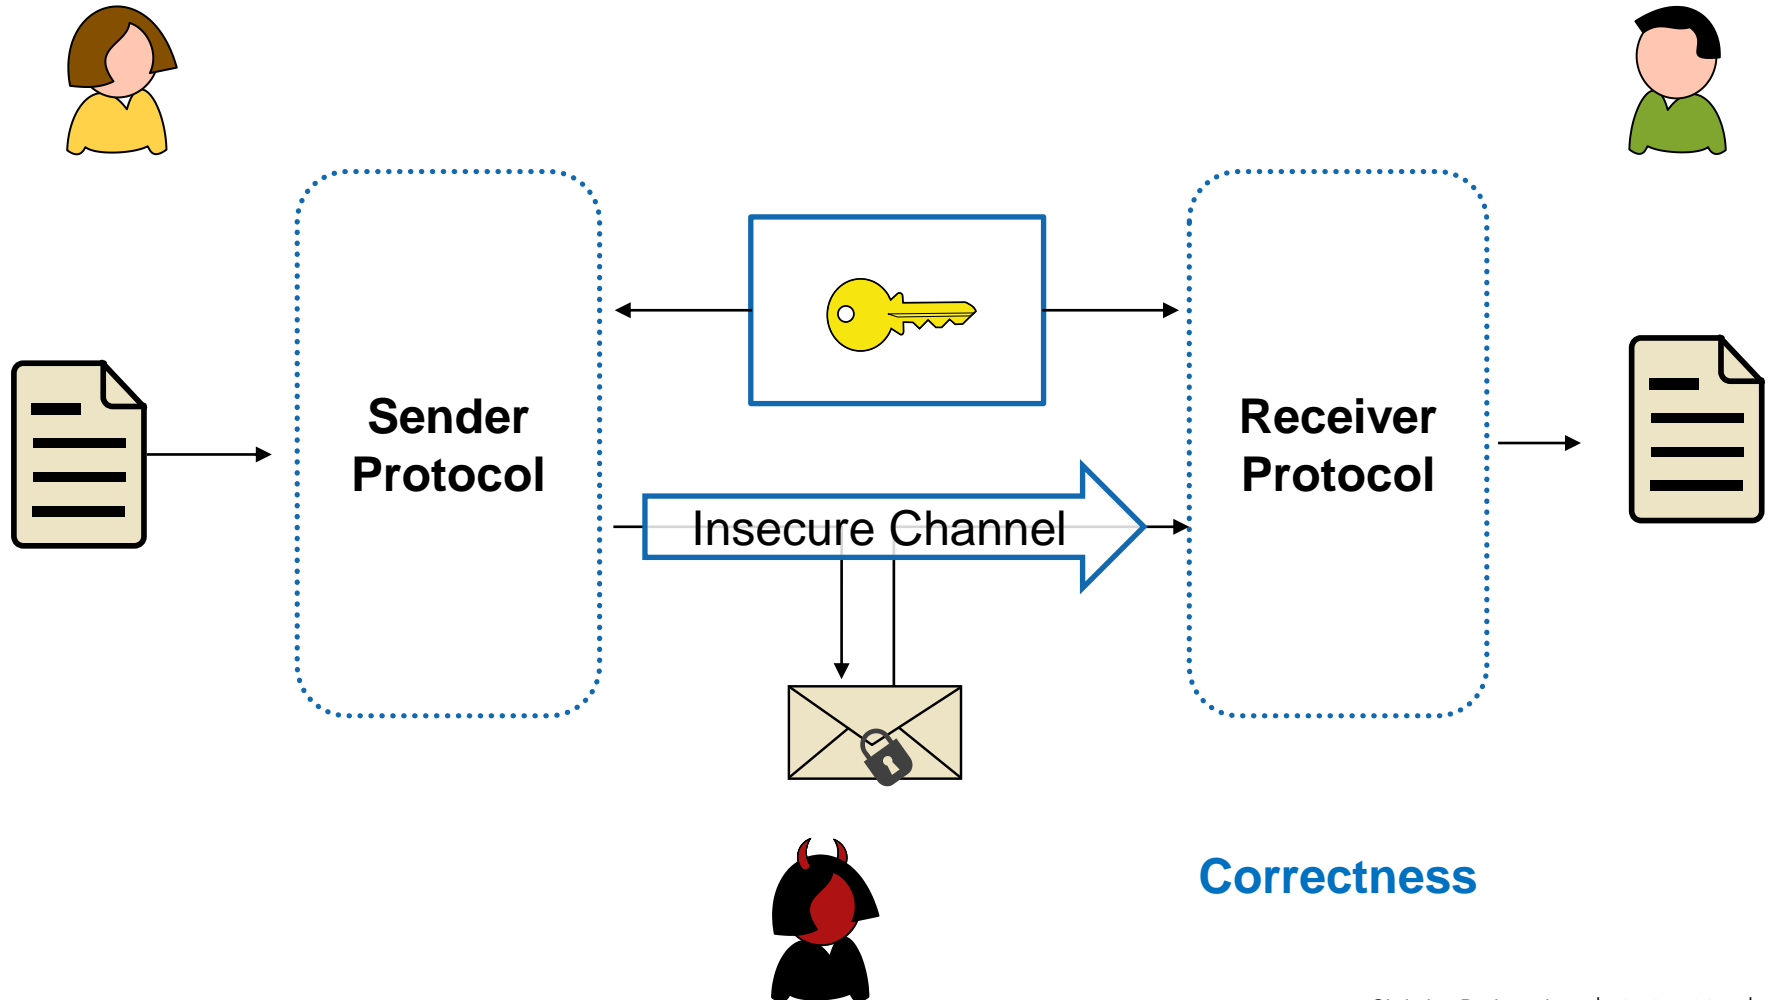 Sender
Protocol
Receiver
Protocol
Insecure Channel
Correctness